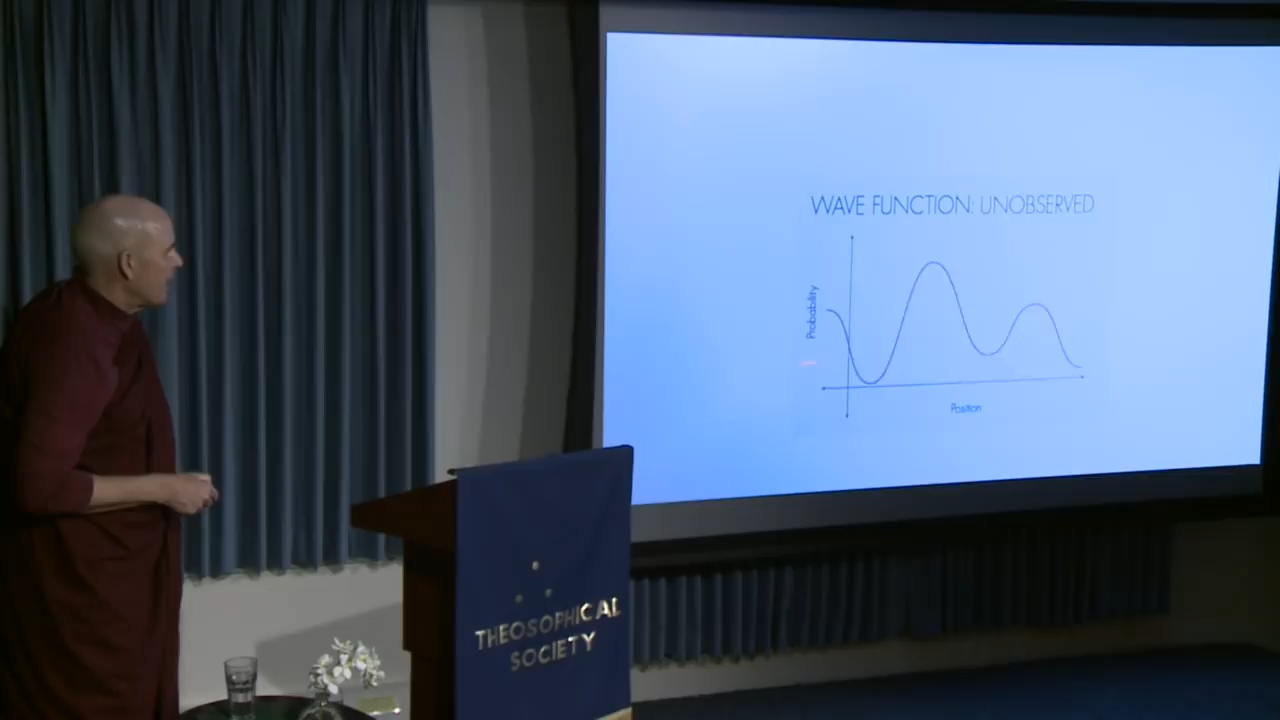 WAVE FUNCTION: UNOBSERVED
Probability
Position
THEOSOPHICAL
SOCIETY